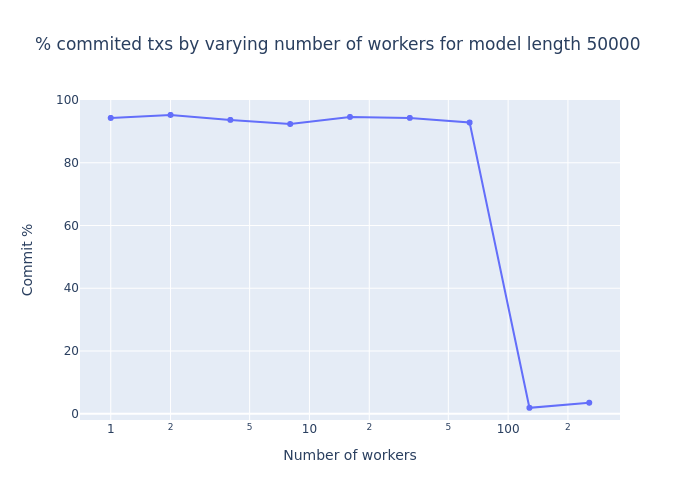 % commited txs by varying number of workers for model length 50000
100
80
60
40
20
0
Commit %
1 2 5 10 2 5 100 2
Number of workers